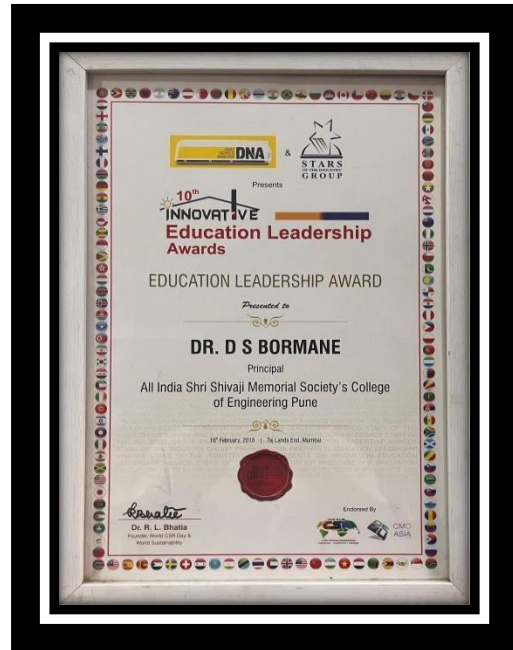 DNA
&
STARS
OF THE INDUSTRY
GROUP
Presents
10th
INNOVATIVE
Education Leadership
Awards
EDUCATION LEADERSHIP AWARD
Presented to
DR. D S BORMANE
Principal
All India Shri Shivaji Memorial Society's College
of Engineering Pune
16th February, 2018 | Taj Lands End, Mumbai
Dr. R. L. Bhatia
Founder, World CSR Day &
World Sustainability
Endorsed By
CMO
ASIA